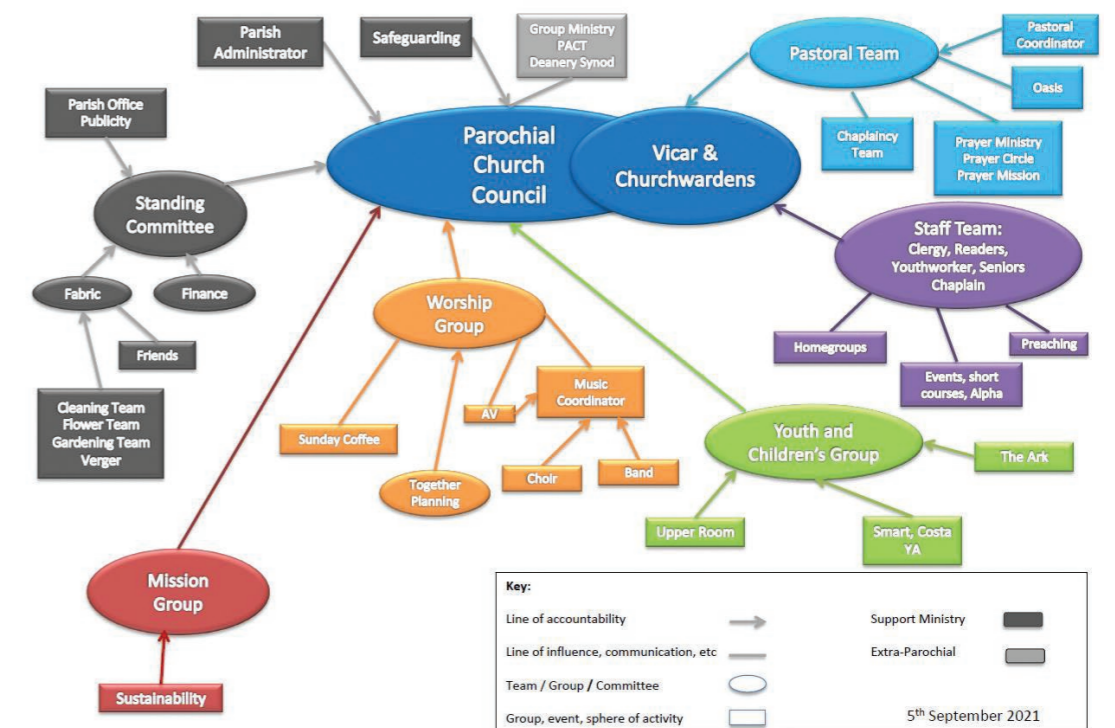 Parish
Administrator
Safeguarding
Group Ministry
PACT
Deanery Synod
Pastoral Team
Pastoral
Coordinator
Oasis
Chaplaincy
Team
Prayer Ministry
Prayer Circle
Prayer Mission
Parish Office
Publicity
Parochial
Church
Council
Vicar &
Churchwardens
Standing
Committee
Staff Team:
Clergy, Readers,
Youthworker, Seniors
Chaplain
Fabric
Finance
Friends
Cleaning Team
Flower Team
Gardening Team
Verger
Worship
Group
Homegroups
Preaching
Events, short
courses, Alpha
Music
Coordinator
AV
Sunday Coffee
Together
Planning
Choir
Band
Youth and
Children's Group
The Ark
Upper Room
Smart, Costa
YA
Mission
Group
Sustainability
Key:
Line of accountability
Support Ministry
Line of influence, communication, etc
Extra-Parochial
Team / Group / Committee
Group, event, sphere of activity
5th September 2021